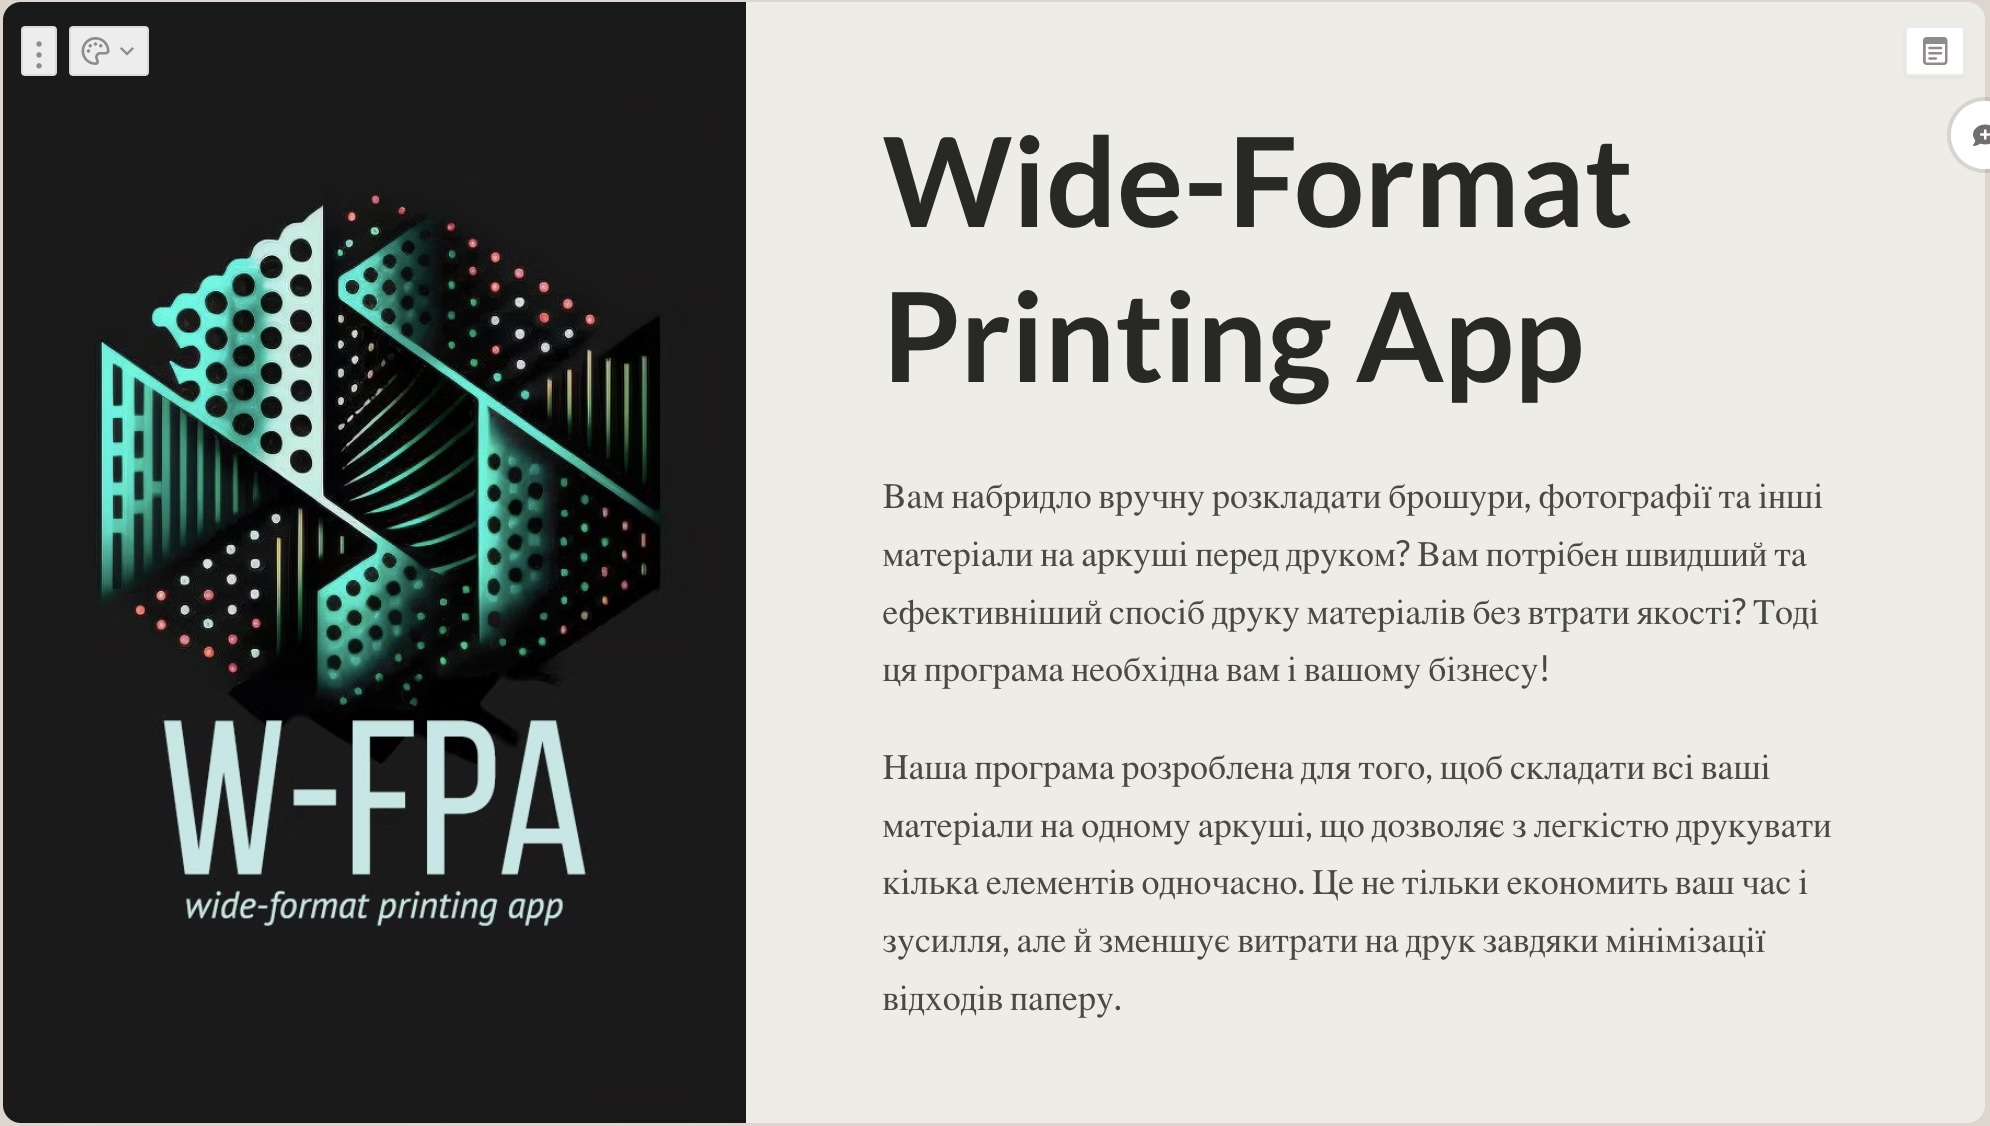 Wide-Format
Printing App
Вам набридло вручну розкладати брошури, фотографії та інші
матеріали на аркуші перед друком? Вам потрібен швидший та
ефективніший спосіб друку матеріалів без втрати якості? Тоді
ця програма необхідна вам і вашому бізнесу!
Наша програма розроблена для того, щоб складати всі ваші
матеріали на одному аркуші, що дозволяє з легкістю друкувати
кілька елементів одночасно. Це не тільки економить ваш час і
зусилля, але й зменшує витрати на друк завдяки мінімізації
відходів паперу.
W-FPA
wide-format printing app